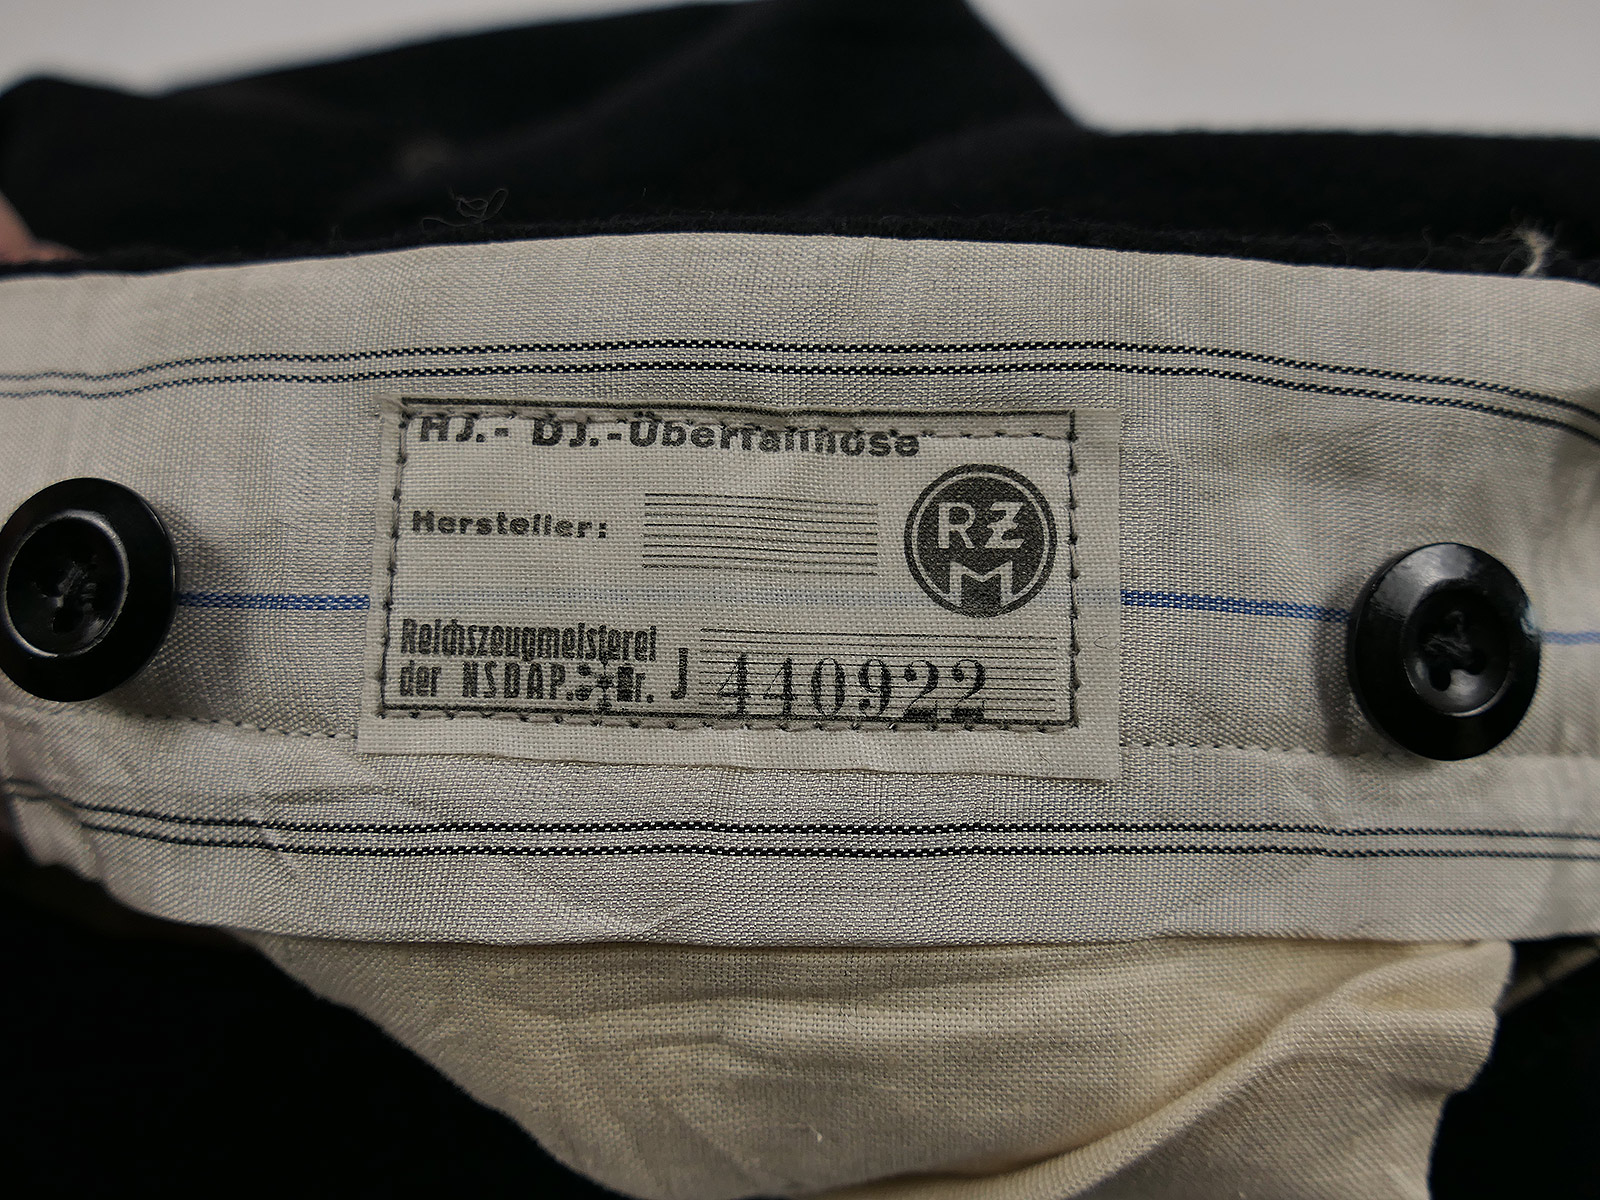 HJ.- DJ.-Überfallhose
Hersteller:
RZM
Reichszeugmeisterei
der NSDAP. Nr. J 440922